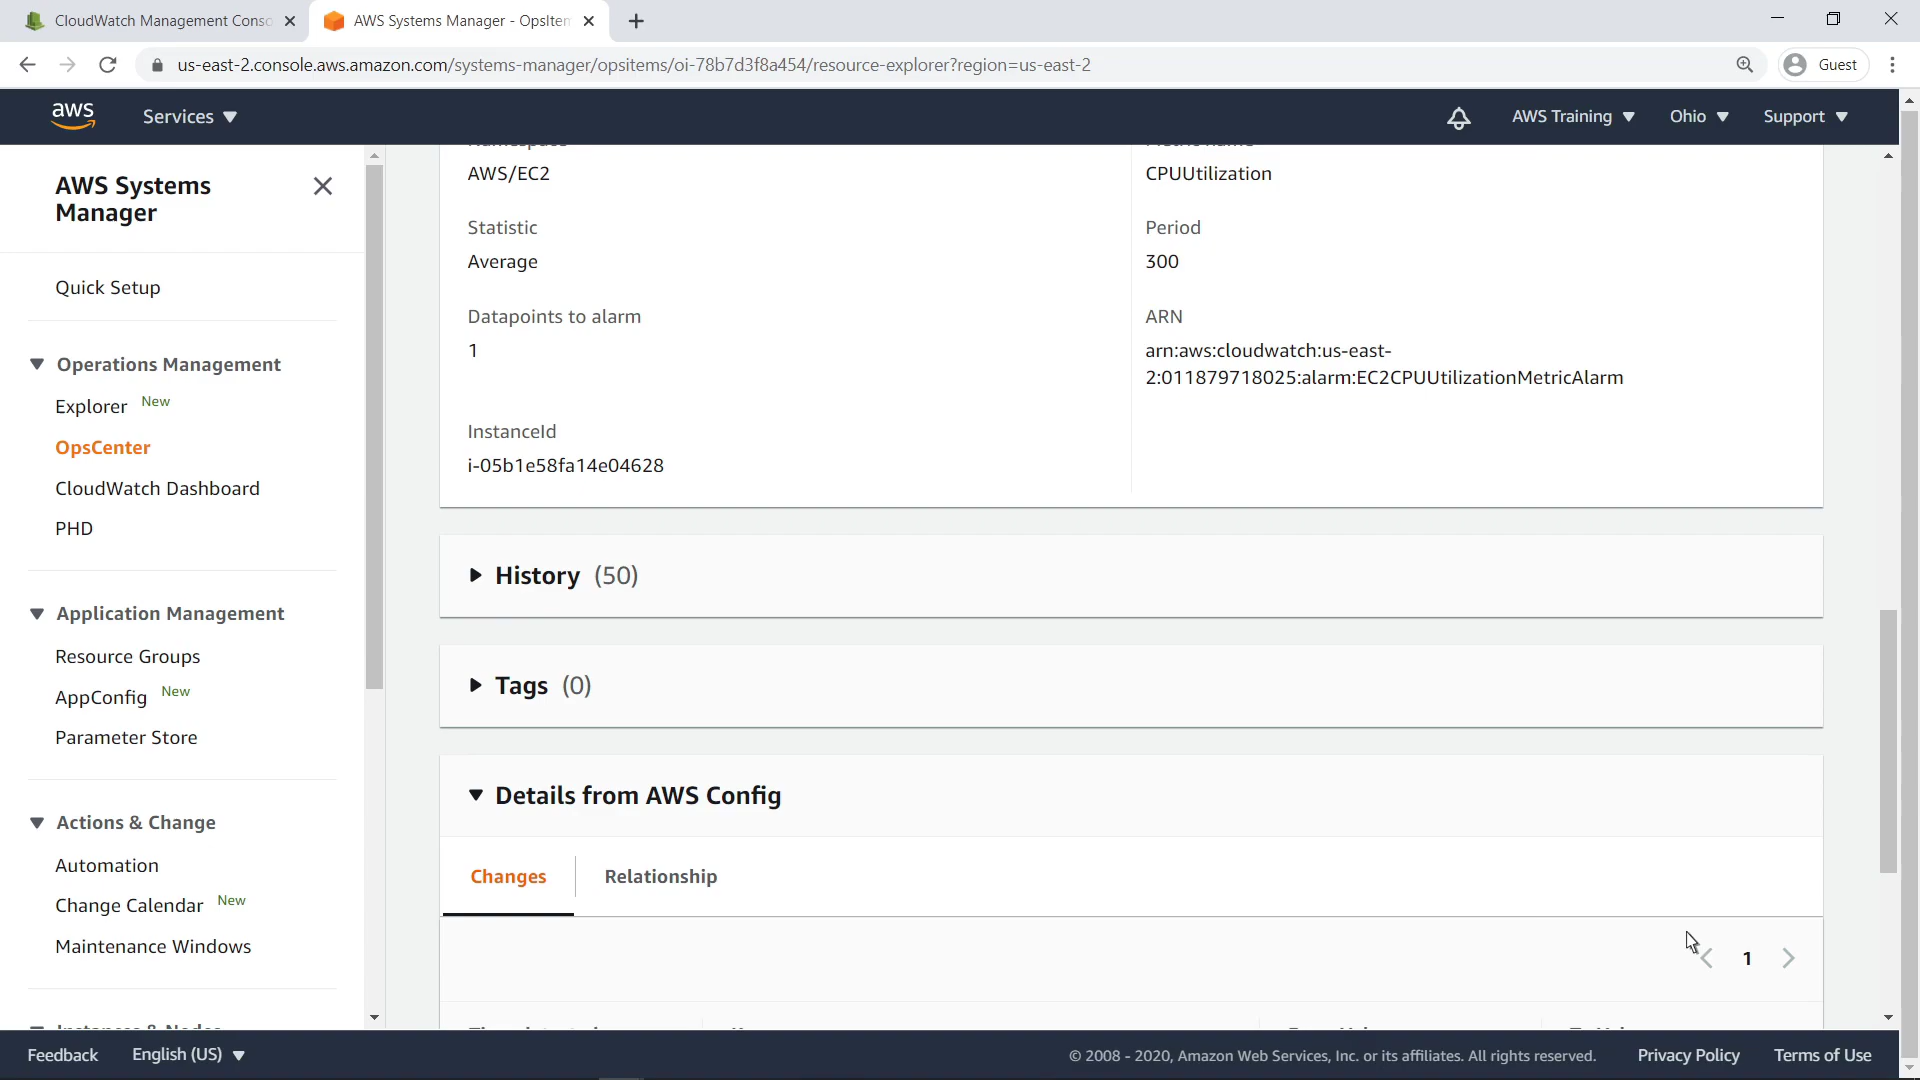 CloudWatch Management Conso
AWS Systems Manager - OpsItem
us-east-2.console.aws.amazon.com/systems-manager/opsitems/oi-78b7d3f8a454/resource-explorer?region=us-east-2
Guest
aws
Services
AWS Training
Ohio
Support
AWS Systems
Manager
Quick Setup
Operations Management
Explorer New
OpsCenter
CloudWatch Dashboard
PHD
Application Management
Resource Groups
AppConfig New
Parameter Store
Actions & Change
Automation
Change Calendar New
Maintenance Windows
AWS/EC2
CPUUtilization
Statistic
Average
Period
300
Datapoints to alarm
1
ARN
arn:aws:cloudwatch:us-east-
2:011879718025:alarm:EC2CPUUtilizationMetricAlarm
InstanceId
i-05b1e58fa14e04628
History (50)
Tags (0)
Details from AWS Config
Changes
Relationship
1
Feedback
English (US)
© 2008 - 2020, Amazon Web Services, Inc. or its affiliates. All rights reserved.
Privacy Policy
Terms of Use